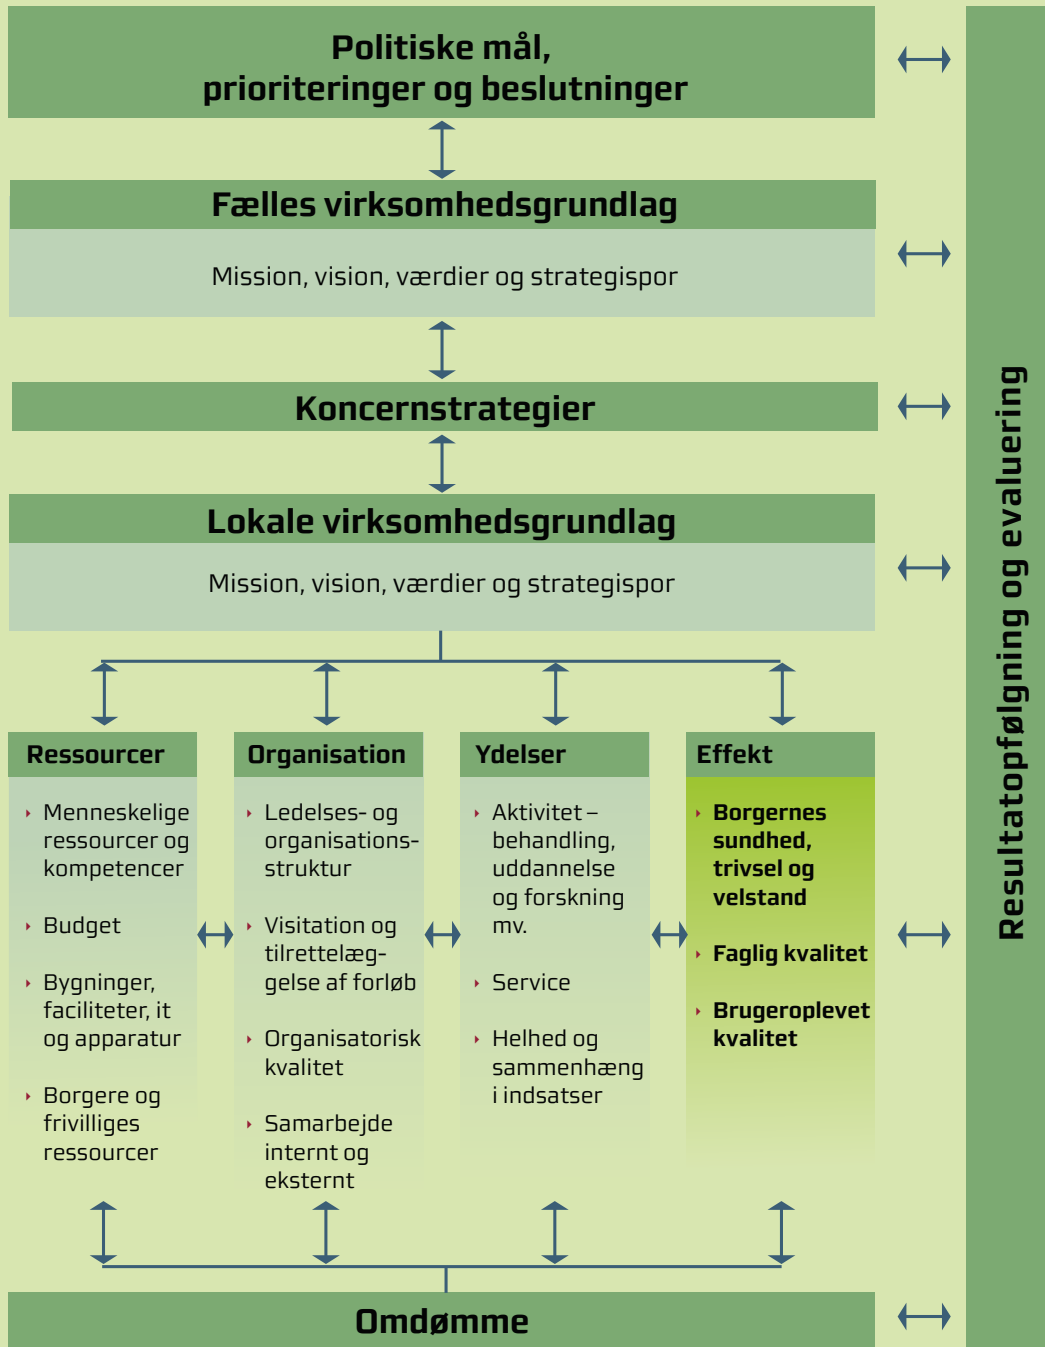 Politiske mål,
prioriteringer og beslutninger
Fælles virksomhedsgrundlag
Mission, vision, værdier og strategispor
Koncernstrategier
Lokale virksomhedsgrundlag
Mission, vision, værdier og strategispor
Ressourcer
Menneskelige
ressourcer og
kompetencer
Budget
Bygninger,
faciliteter, it
og apparatur
Borgere og
frivilliges
ressourcer
Organisation
Ledelses- og
organisations-
struktur
Visitation og
tilrettelæg-
gelse af forløb
Organisatorisk
kvalitet
Samarbejde
internt og
eksternt
Ydelser
Aktivitet –
behandling,
uddannelse
og forskning
mv.
Service
Helhed og
sammenhæng
i indsatser
Effekt
Borgernes
sundhed,
trivsel og
velstand
Faglig kvalitet
Brugeroplevet
kvalitet
Omdømme
Resultatopfølgning og evaluering